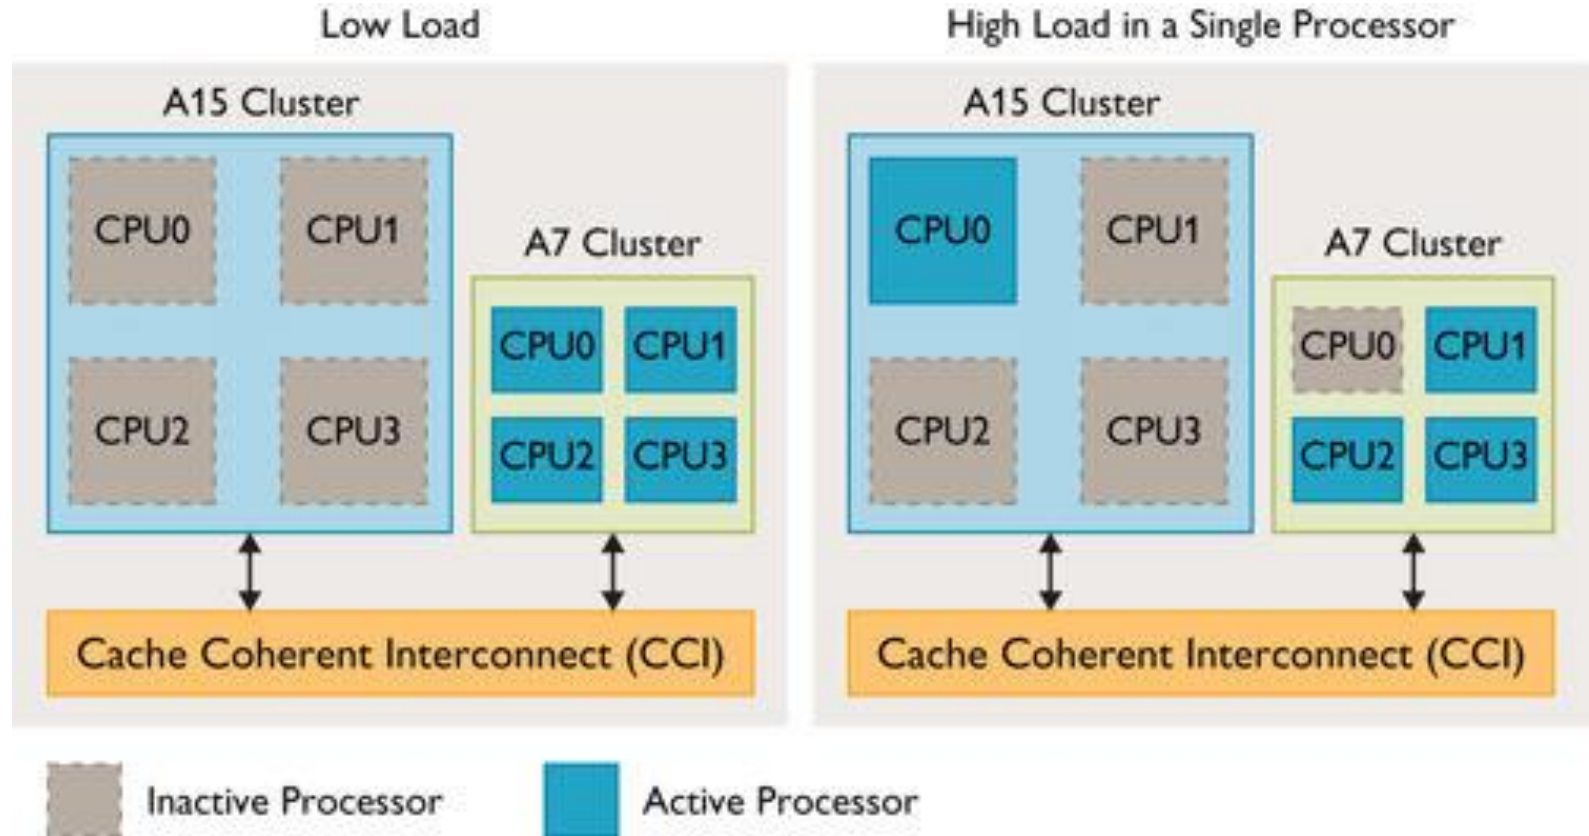 Low Load
A15 Cluster
CPU0
CPU1
CPU2
CPU3
A7 Cluster
CPU0
CPU1
CPU2
CPU3
Cache Coherent Interconnect (CCI)
High Load in a Single Processor
A15 Cluster
CPU0
CPU1
CPU2
CPU3
A7 Cluster
CPU0
CPU1
CPU2
CPU3
Cache Coherent Interconnect (CCI)
Inactive Processor
Active Processor